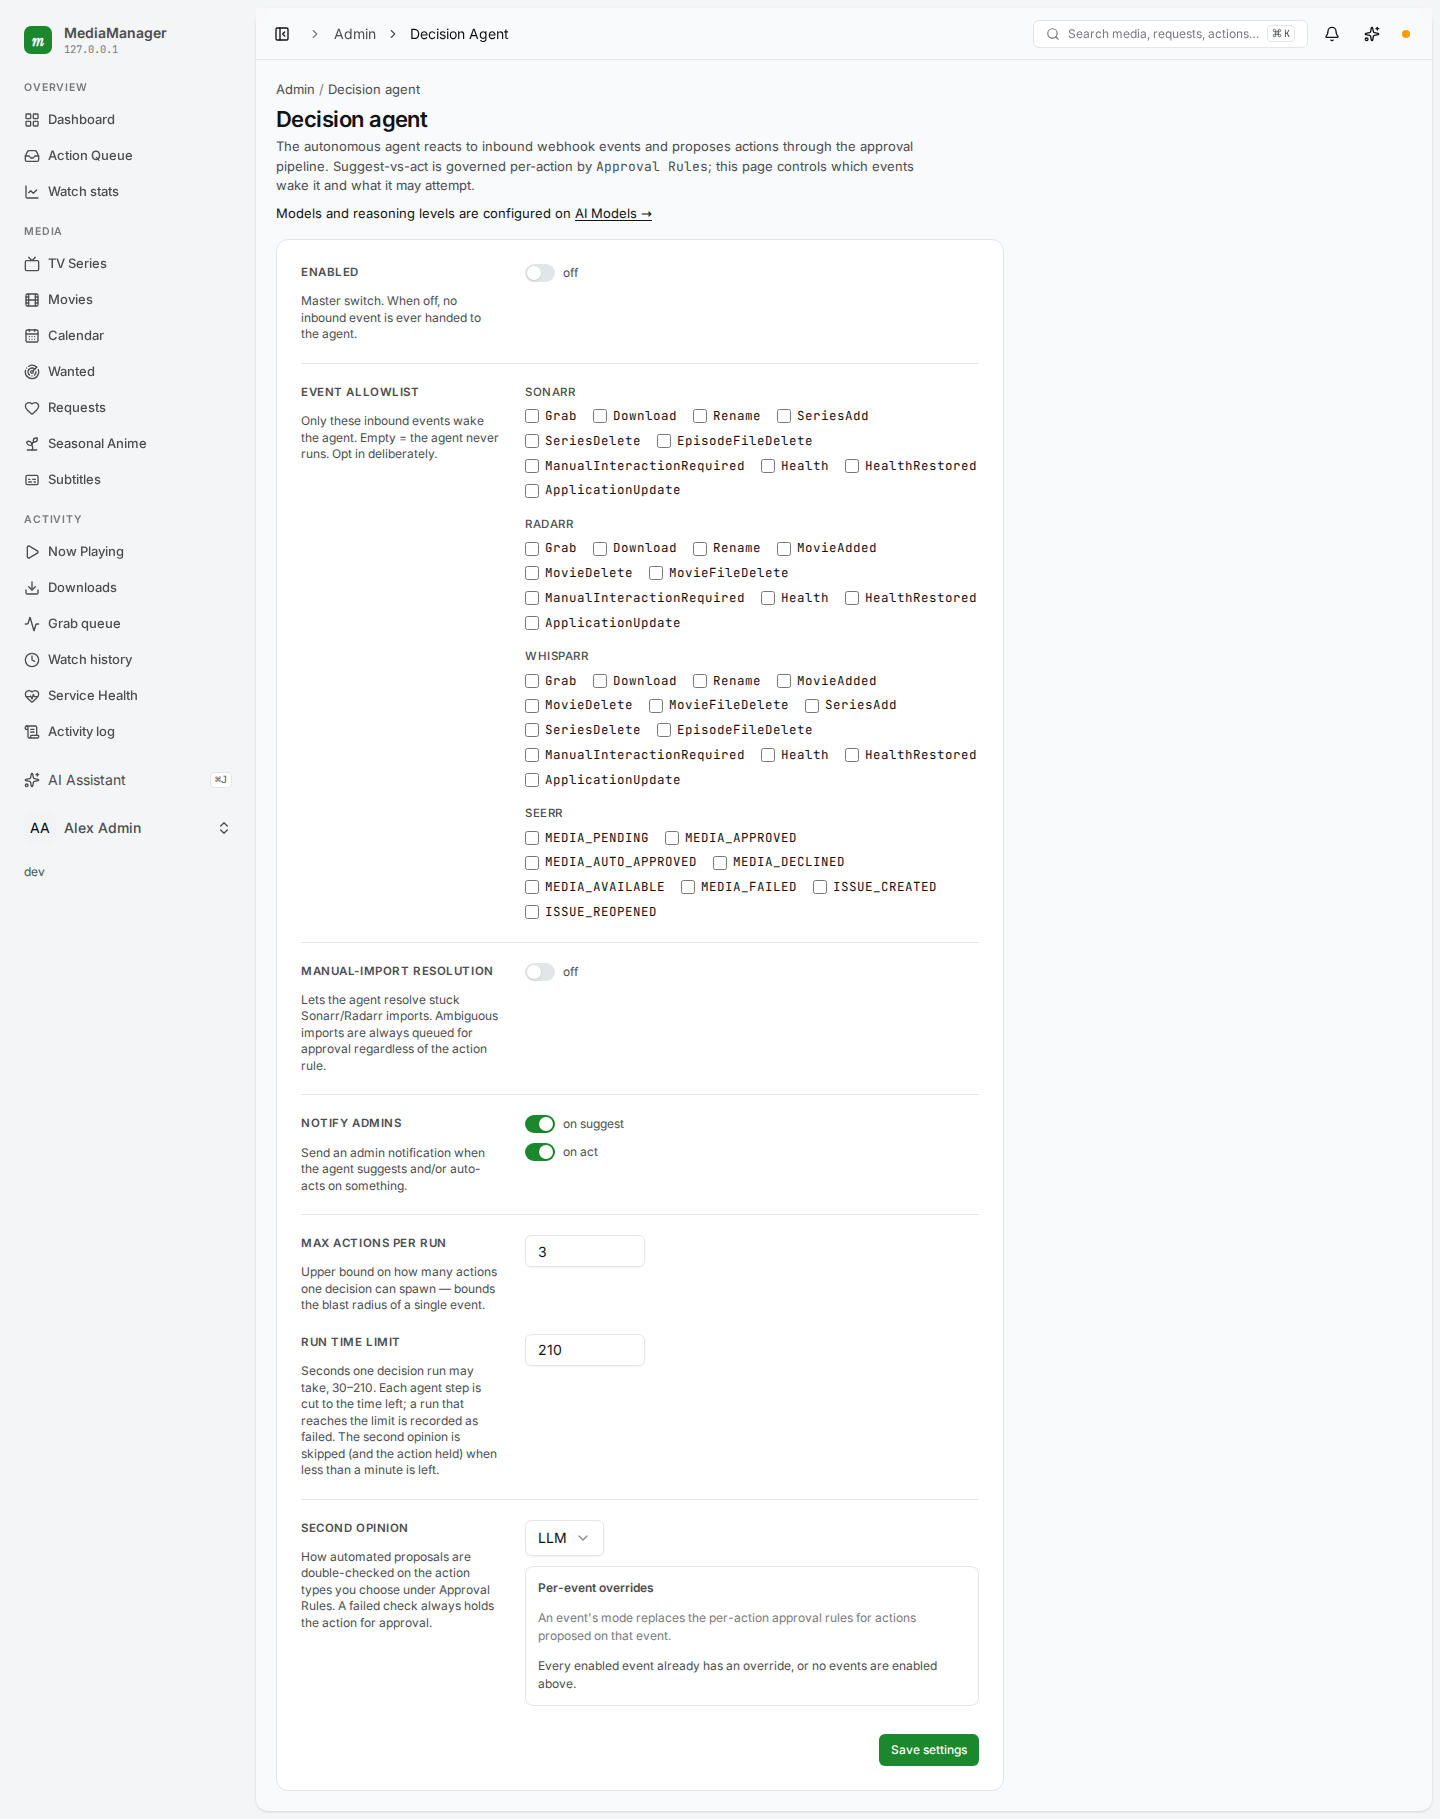 m
MediaManager
127.0.0.1
OVERVIEW
Dashboard
Action Queue
Watch stats
MEDIA
TV Series
Movies
Calendar
Wanted
Requests
Seasonal Anime
Subtitles
ACTIVITY
Now Playing
Downloads
Grab queue
Watch history
Service Health
Activity log
AI Assistant ⌘J
AA Alex Admin
dev
Admin > Decision Agent
Search media, requests, actions... ⌘K
Admin / Decision agent
Decision agent
The autonomous agent reacts to inbound webhook events and proposes actions through the approval
pipeline. Suggest-vs-act is governed per-action by Approval Rules; this page controls which events
wake it and what it may attempt.
Models and reasoning levels are configured on AI Models →
ENABLED
off
Master switch. When off, no
inbound event is ever handed to
the agent.
EVENT ALLOWLIST
Only these inbound events wake
the agent. Empty = the agent never
runs. Opt in deliberately.
SONARR
Grab Download Rename SeriesAdd
SeriesDelete EpisodeFileDelete
ManualInteractionRequired Health HealthRestored
ApplicationUpdate
RADARR
Grab Download Rename MovieAdded
MovieDelete MovieFileDelete
ManualInteractionRequired Health HealthRestored
ApplicationUpdate
WHISPARR
Grab Download Rename MovieAdded
MovieDelete MovieFileDelete SeriesAdd
SeriesDelete EpisodeFileDelete
ManualInteractionRequired Health HealthRestored
ApplicationUpdate
SEERR
MEDIA_PENDING MEDIA_APPROVED
MEDIA_AUTO_APPROVED MEDIA_DECLINED
MEDIA_AVAILABLE MEDIA_FAILED ISSUE_CREATED
ISSUE_REOPENED
MANUAL-IMPORT RESOLUTION
off
Lets the agent resolve stuck
Sonarr/Radarr imports. Ambiguous
imports are always queued for
approval regardless of the action
rule.
NOTIFY ADMINS
Send an admin notification when
the agent suggests and/or auto-
acts on something.
on suggest
on act
MAX ACTIONS PER RUN
3
Upper bound on how many actions
one decision can spawn — bounds
the blast radius of a single event.
RUN TIME LIMIT
210
Seconds one decision run may
take, 30–210. Each agent step is
cut to the time left; a run that
reaches the limit is recorded as
failed. The second opinion is
skipped (and the action held) when
less than a minute is left.
SECOND OPINION
How automated proposals are
double-checked on the action
types you choose under Approval
Rules. A failed check always holds
the action for approval.
LLM
Per-event overrides
An event's mode replaces the per-action approval rules for actions
proposed on that event.
Every enabled event already has an override, or no events are enabled
above.
Save settings